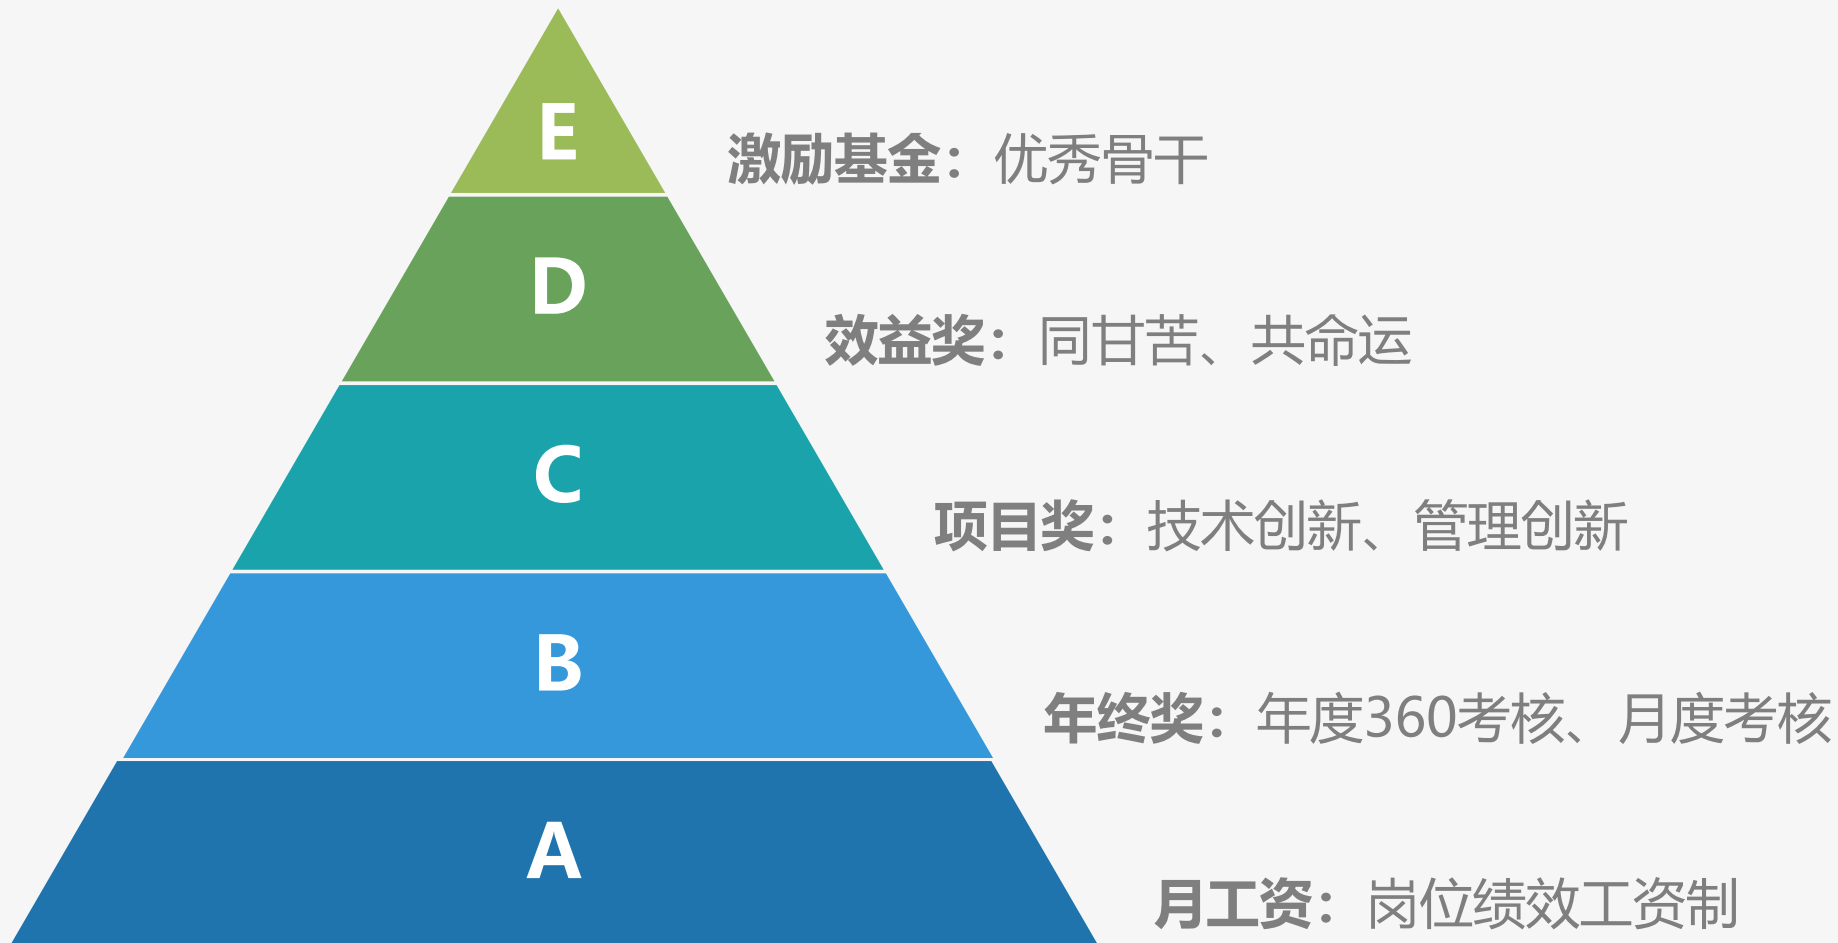 E
激励基金：优秀骨干
D
效益奖：同甘苦、共命运
C
项目奖：技术创新、管理创新
B
年终奖：年度360考核、月度考核
A
月工资：岗位绩效工资制